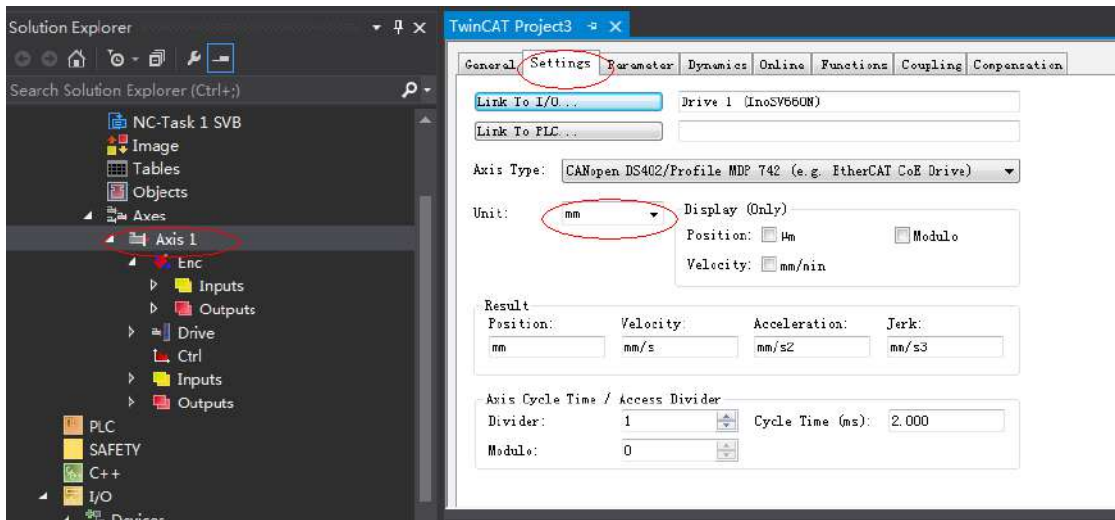 Solution Explorer
Search Solution Explorer (Ctrl+;)
NC-Task 1 SVB
Image
Tables
Objects
Axes
Axis 1
Enc
Inputs
Outputs
Drive
Ctrl
Inputs
Outputs
PLC
SAFETY
C++
I/O
Devices
TwinCAT Project3
General Settings Parameter Dynamics Online Functions Coupling Compensation
Link To I/O... Drive 1 (InoSV660N)
Link To PLC...
Axis Type: CANopen DS402/Profile MDP 742 (e.g. EtherCAT CoE Drive)
Unit: mm Display (Only)
Position: µm Modulo
Velocity: mm/min
Result
Position: Velocity: Acceleration: Jerk:
mm mm/s mm/s2 mm/s3
Axis Cycle Time / Access Divider
Divider: 1 Cycle Time (ms): 2.000
Modulo: 0